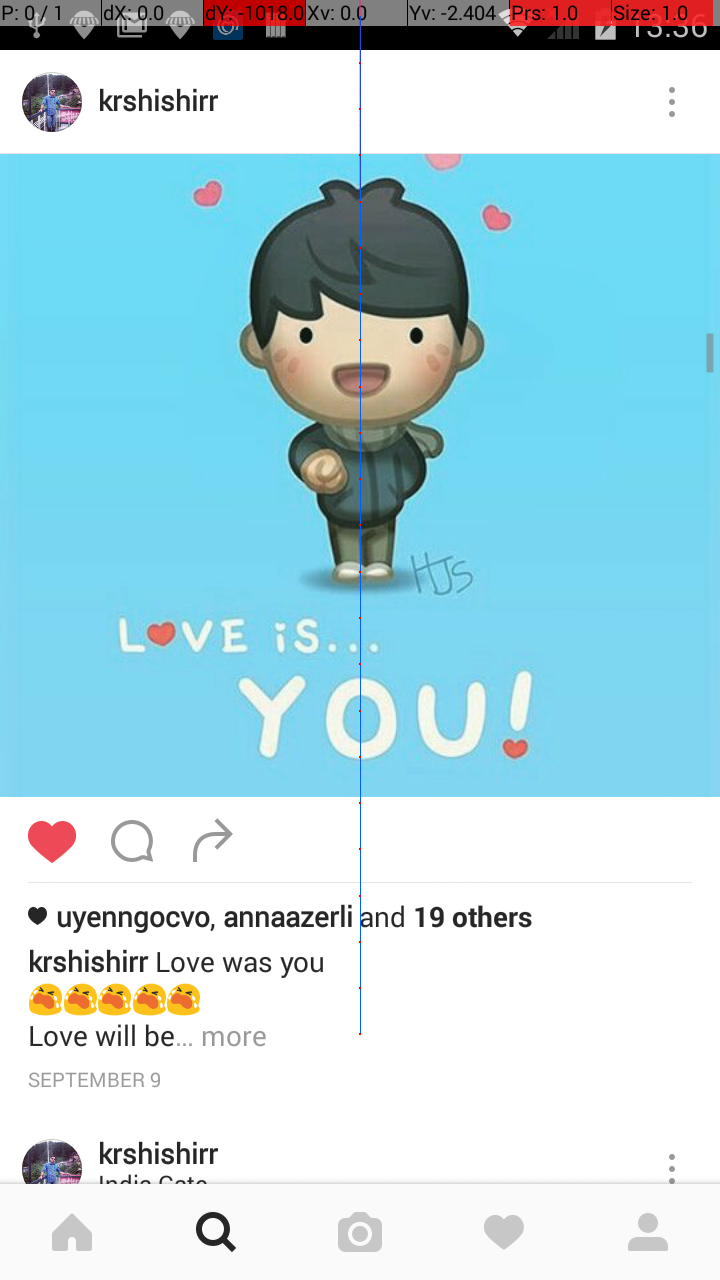 P: 0 / 1 dX: 0.0 dY: -1018.0 Xv: 0.0 Yv: -2.404 Prs: 1.0 Size: 1.0
13:36
krshishirr
HJS
LOVE iS...
YOU!
uyenngocvo, annaazerli and 19 others
krshishirr Love was you
😭😭😭😭😭
Love will be... more
SEPTEMBER 9
krshishirr
India Gate